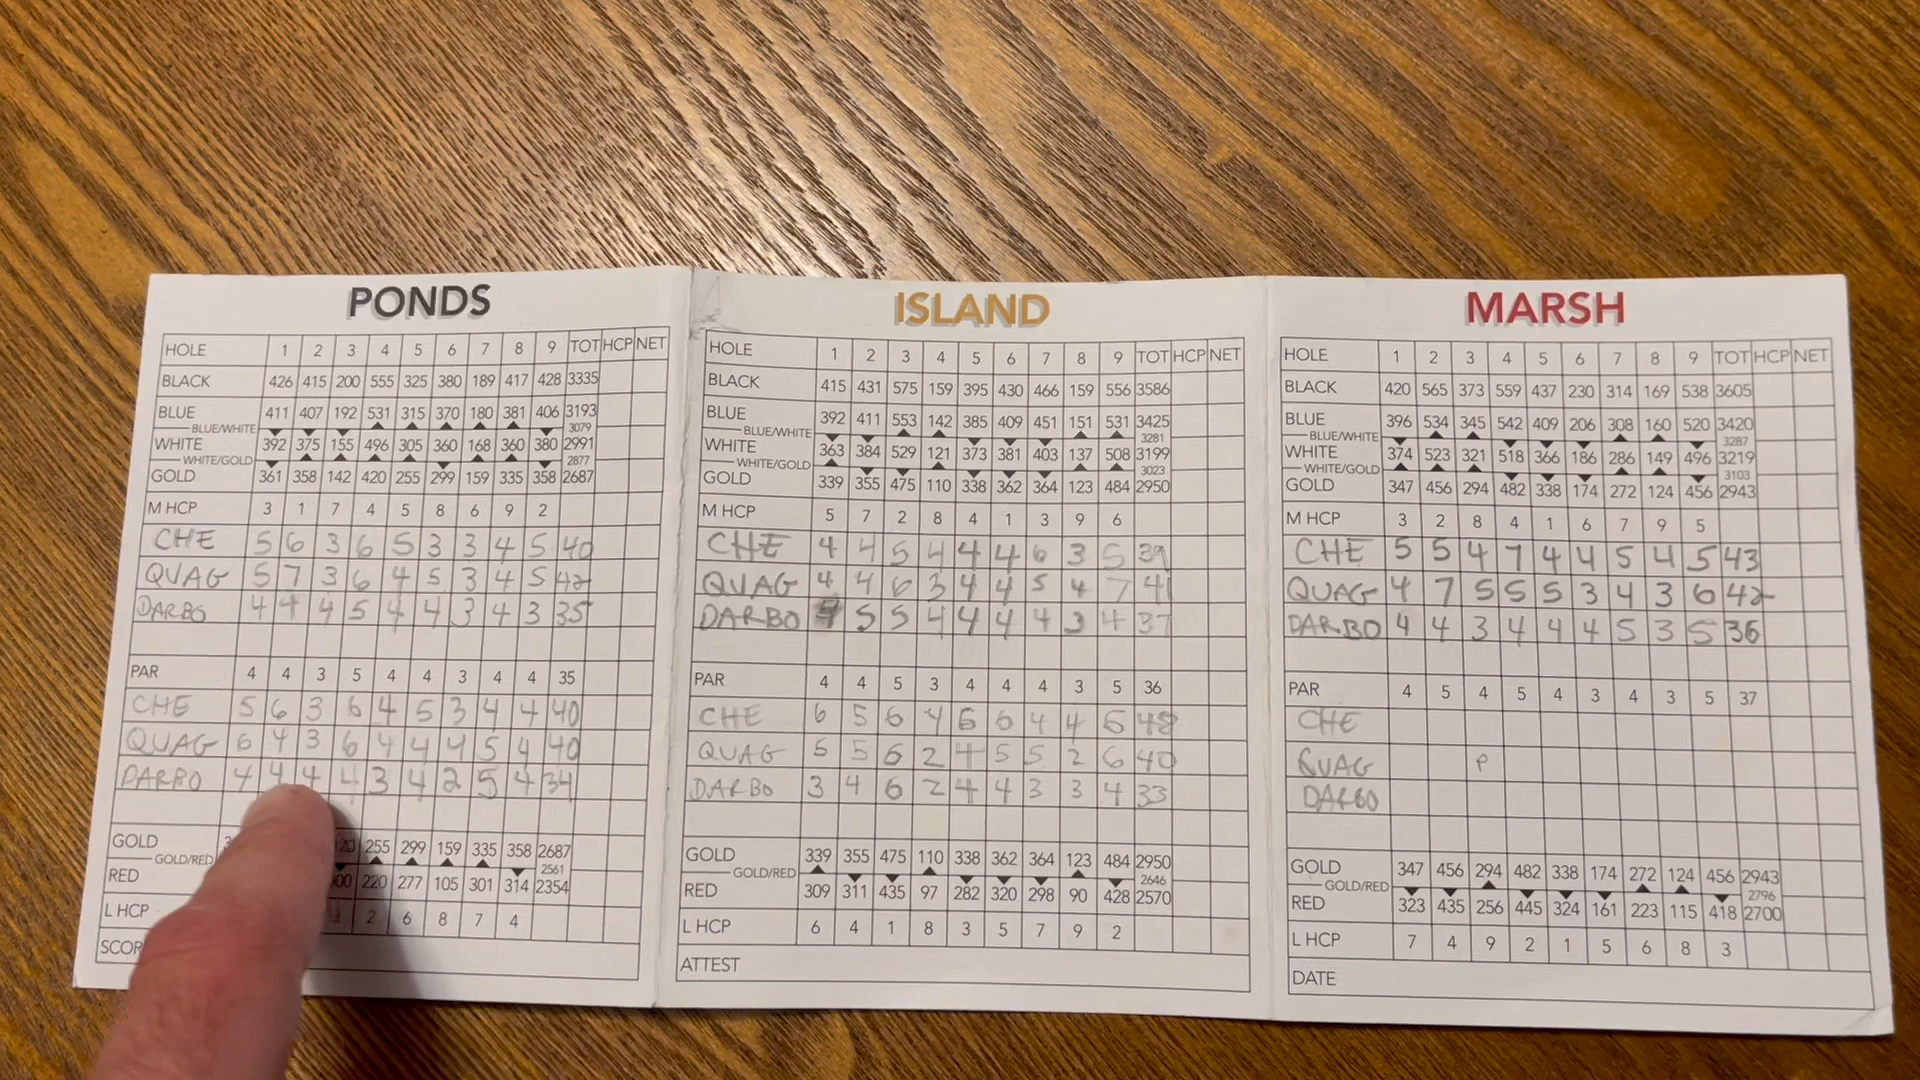 PONDS
HOLE 1 2 3 4 5 6 7 8 9 TOT HCP NET
BLACK 426 415 200 555 325 380 189 417 428 3335
BLUE 411 407 192 531 315 370 180 381 406 3193
BLUE/WHITE 3079
WHITE 392 375 155 496 305 360 168 360 380 2991
WHITE/GOLD 2877
GOLD 361 358 142 420 255 299 159 335 358 2687
M HCP 3 1 7 4 5 8 6 9 2
CHE 5 6 3 6 5 3 3 4 5 40
QUAG 5 7 3 6 4 5 3 4 5 42
DARBO 4 4 4 5 4 4 3 4 3 35
PAR 4 4 3 5 4 4 3 4 4 35
CHE 5 6 3 6 4 5 3 4 4 40
QUAG 6 4 3 6 4 4 4 5 4 40
DARBO 4 4 4 4 3 4 2 5 4 34
GOLD 255 299 159 335 358 2687
GOLD/RED 2561
RED 220 277 105 301 314 2354
L HCP 2 6 8 7 4
ISLAND
HOLE 1 2 3 4 5 6 7 8 9 TOT HCP NET
BLACK 415 431 575 159 395 430 466 159 556 3586
BLUE 392 411 553 142 385 409 451 151 531 3425
BLUE/WHITE 3281
WHITE 363 384 529 121 373 381 403 137 508 3199
WHITE/GOLD 3023
GOLD 339 355 475 110 338 362 364 123 484 2950
M HCP 5 7 2 8 4 1 3 9 6
CHE 4 4 5 4 4 4 6 3 5 39
QUAG 4 4 6 3 4 4 5 4 7 41
DARBO 4 5 5 4 4 4 4 3 4 37
PAR 4 4 5 3 4 4 4 3 5 36
CHE 6 5 6 4 6 6 4 4 6 48
QUAG 5 5 6 2 4 5 5 2 6 40
DARBO 3 4 6 2 4 4 3 3 4 33
GOLD 339 355 475 110 338 362 364 123 484 2950
GOLD/RED 2646
RED 309 311 435 97 282 320 298 90 428 2570
L HCP 6 4 1 8 3 5 7 9 2
ATTEST
MARSH
HOLE 1 2 3 4 5 6 7 8 9 TOT HCP NET
BLACK 420 565 373 559 437 230 314 169 538 3605
BLUE 396 534 345 542 409 206 308 160 520 3420
BLUE/WHITE 3287
WHITE 374 523 321 518 366 186 286 149 496 3219
WHITE/GOLD 3103
GOLD 347 456 294 482 338 174 272 124 456 2943
M HCP 3 2 8 4 1 6 7 9 5
CHE 5 5 4 7 4 4 5 4 5 43
QUAG 4 7 5 5 5 3 4 3 6 42
DARBO 4 4 3 4 4 4 5 3 5 36
PAR 4 5 4 5 4 3 4 3 5 37
CHE
QUAG P
DARBO
GOLD 347 456 294 482 338 174 272 124 456 2943
GOLD/RED 2796
RED 323 435 256 445 324 161 223 115 418 2700
L HCP 7 4 9 2 1 5 6 8 3
DATE